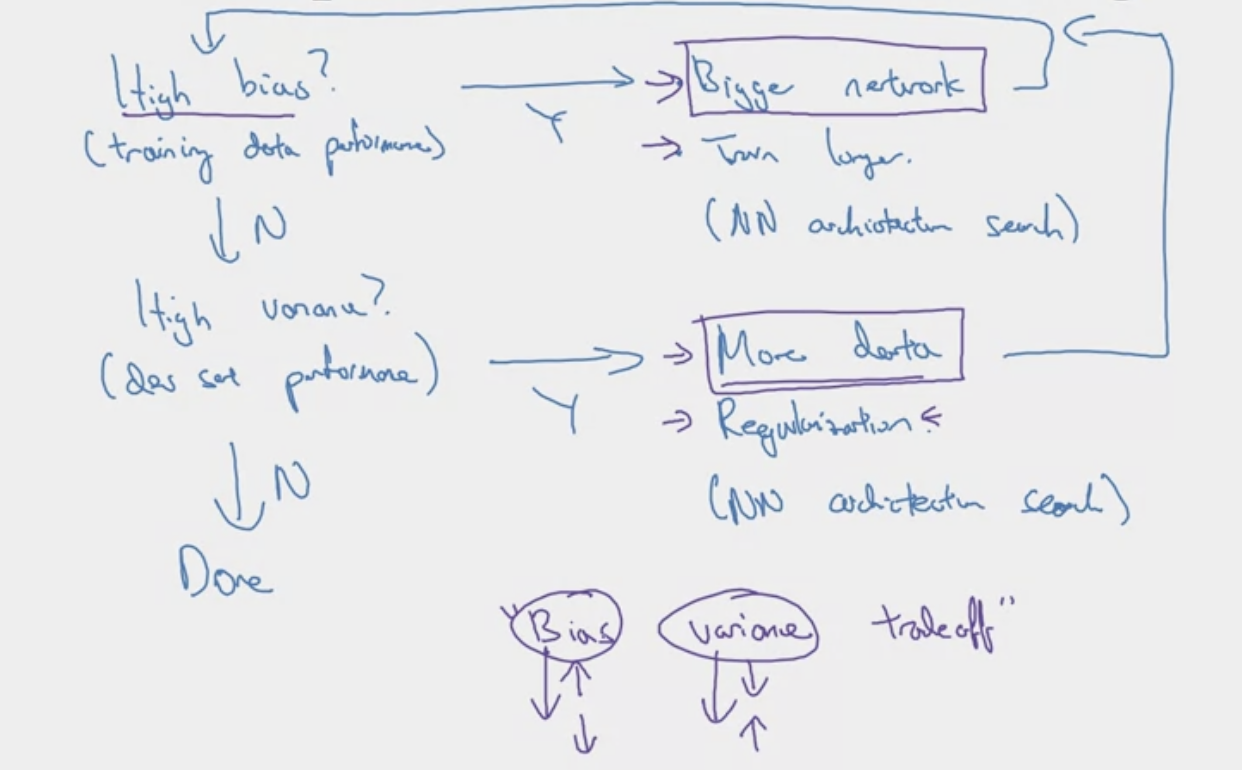 High bias?
(training data performance)
Y
Bigger network
Train longer.
(NN architecture search)
N
High variance?
(dev set performance)
Y
More data
Regularization
(NN architecture search)
N
Done
"Bias variance tradeoff"